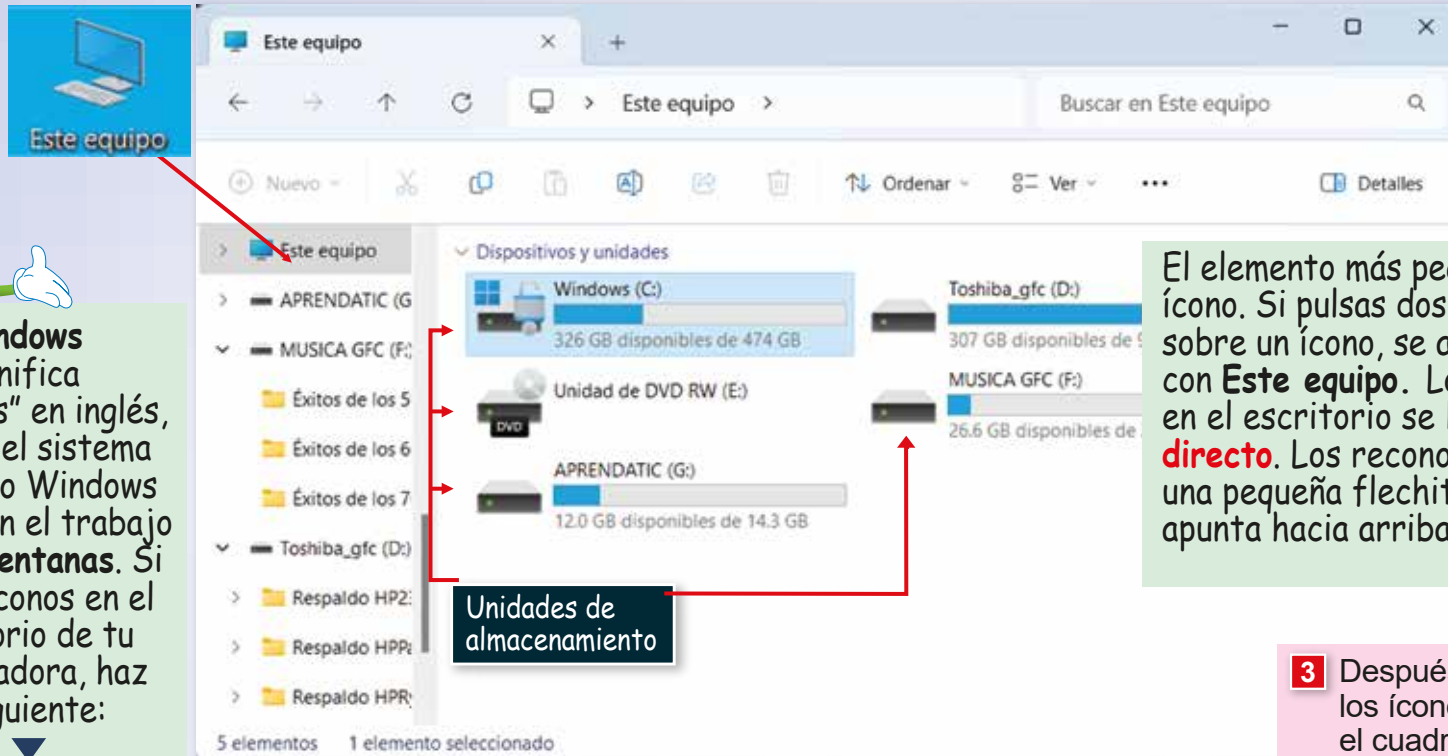 Este equipo
Este equipo
Este equipo
Buscar en Este equipo
Nuevo
Ordenar
Ver
Detalles
Este equipo
APRENDATIC (G
MUSICA GFC (F:
Éxitos de los 5
Éxitos de los 6
Éxitos de los 7
Toshiba_gfc (D:)
Respaldo HP2
Respaldo HPP
Respaldo HPR
5 elementos 1 elemento seleccionado
Dispositivos y unidades
Windows (C:)
326 GB disponibles de 474 GB
Unidad de DVD RW (E:)
DVD
APRENDATIC (G:)
12.0 GB disponibles de 14.3 GB
Toshiba_gfc (D:)
307 GB disponibles de
MUSICA GFC (F:)
26.6 GB disponibles de
Unidades de
almacenamiento
ndows
nifica
s” en inglés,
el sistema
o Windows
n el trabajo
entanas. Si
conos en el
orio de tu
adora, haz
guiente:
El elemento más pe
ícono. Si pulsas dos
sobre un ícono, se a
con Este equipo. L
en el escritorio se
directo. Los recono
una pequeña flechit
apunta hacia arriba
3 Despué
los ícon
el cuadr